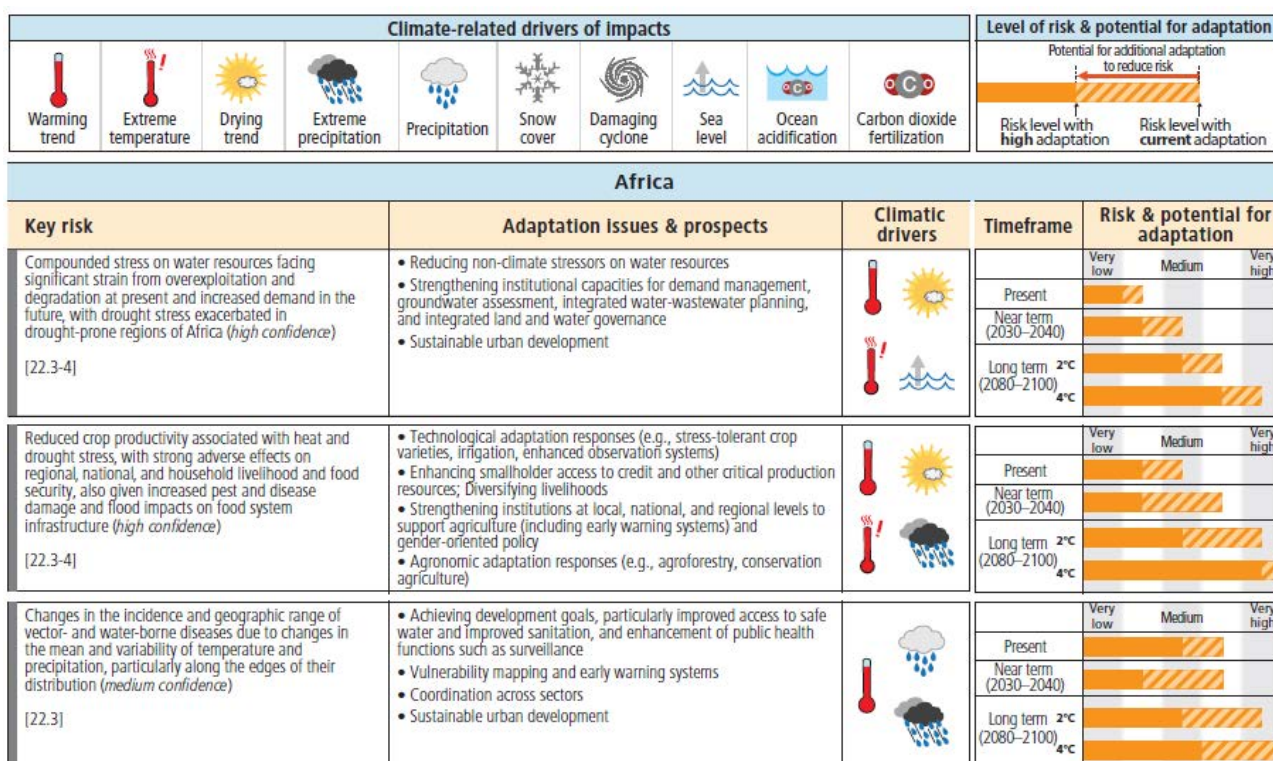 Climate-related drivers of impacts
Warming
trend
Extreme
temperature
Drying
trend
Extreme
precipitation
Precipitation
Snow
cover
Damaging
cyclone
Sea
level
Ocean
acidification
Carbon dioxide
fertilization
Level of risk & potential for adaptation
Potential for additional adaptation
to reduce risk
Risk level with
high adaptation
Risk level with
current adaptation
Africa
Key risk
Adaptation issues & prospects
Climatic
drivers
Timeframe
Risk & potential for
adaptation
Compounded stress on water resources facing
significant strain from overexploitation and
degradation at present and increased demand in the
future, with drought stress exacerbated in
drought-prone regions of Africa (high confidence)
[22.3-4]
• Reducing non-climate stressors on water resources
• Strengthening institutional capacities for demand management,
groundwater assessment, integrated water-wastewater planning,
and integrated land and water governance
• Sustainable urban development
Very
low
Medium
Very
high
Present
Near term
(2030–2040)
Long term 2°C
(2080–2100)
4°C
Reduced crop productivity associated with heat and
drought stress, with strong adverse effects on
regional, national, and household livelihood and food
security, also given increased pest and disease
damage and flood impacts on food system
infrastructure (high confidence)
[22.3-4]
• Technological adaptation responses (e.g., stress-tolerant crop
varieties, irrigation, enhanced observation systems)
• Enhancing smallholder access to credit and other critical production
resources; Diversifying livelihoods
• Strengthening institutions at local, national, and regional levels to
support agriculture (including early warning systems) and
gender-oriented policy
• Agronomic adaptation responses (e.g., agroforestry, conservation
agriculture)
Very
low
Medium
Very
high
Present
Near term
(2030–2040)
Long term 2°C
(2080–2100)
4°C
Changes in the incidence and geographic range of
vector- and water-borne diseases due to changes in
the mean and variability of temperature and
precipitation, particularly along the edges of their
distribution (medium confidence)
[22.3]
• Achieving development goals, particularly improved access to safe
water and improved sanitation, and enhancement of public health
functions such as surveillance
• Vulnerability mapping and early warning systems
• Coordination across sectors
• Sustainable urban development
Very
low
Medium
Very
high
Present
Near term
(2030–2040)
Long term 2°C
(2080–2100)
4°C